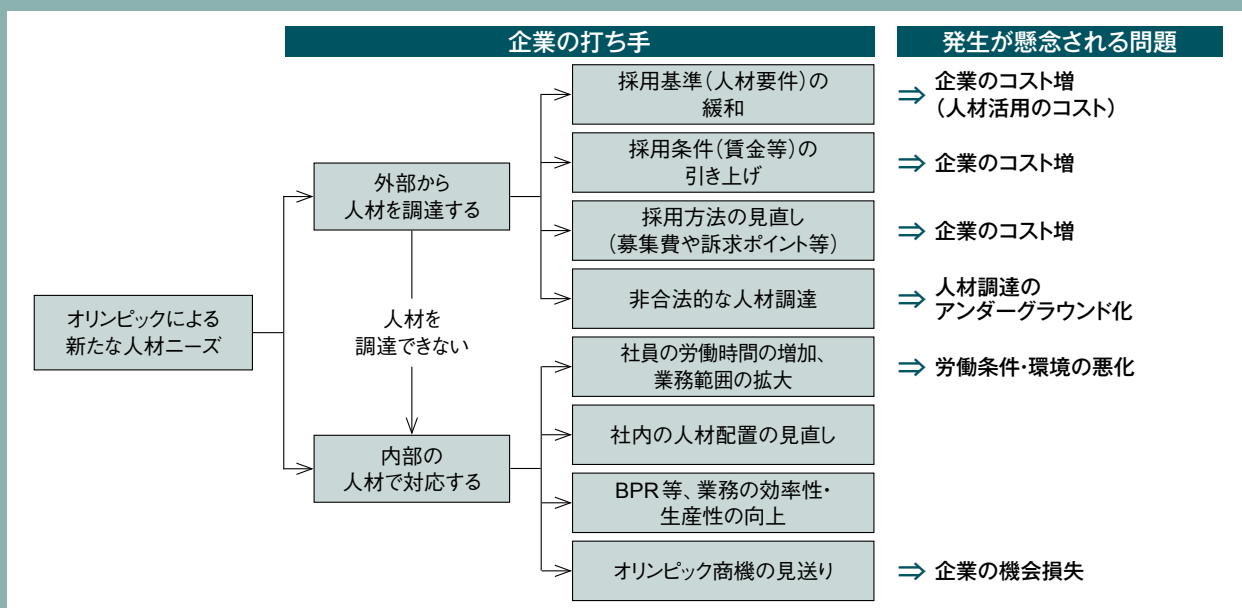 企業の打ち手
発生が懸念される問題
オリンピックによる
新たな人材ニーズ
外部から
人材を調達する
人材を
調達できない
内部の
人材で対応する
採用基準（人材要件）の
緩和
⇒ 企業のコスト増
（人材活用のコスト）
採用条件（賃金等）の
引き上げ
⇒ 企業のコスト増
採用方法の見直し
（募集費や訴求ポイント等）
⇒ 企業のコスト増
非合法的な人材調達
⇒ 人材調達の
アンダーグラウンド化
社員の労働時間の増加、
業務範囲の拡大
⇒ 労働条件・環境の悪化
社内の人材配置の見直し
BPR等、業務の効率性・
生産性の向上
オリンピック商機の見送り
⇒ 企業の機会損失